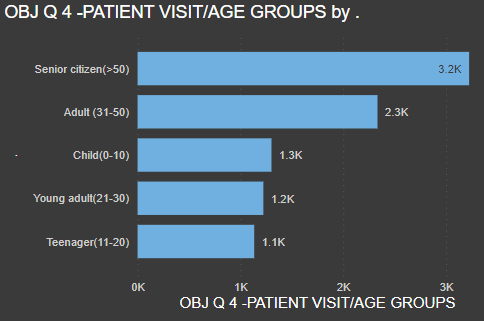 OBJ Q 4 -PATIENT VISIT/AGE GROUPS by .
Senior citizen(>50) 3.2K
Adult (31-50) 2.3K
. Child(0-10) 1.3K
Young adult(21-30) 1.2K
Teenager(11-20) 1.1K
0K 1K 2K 3K
OBJ Q 4 -PATIENT VISIT/AGE GROUPS